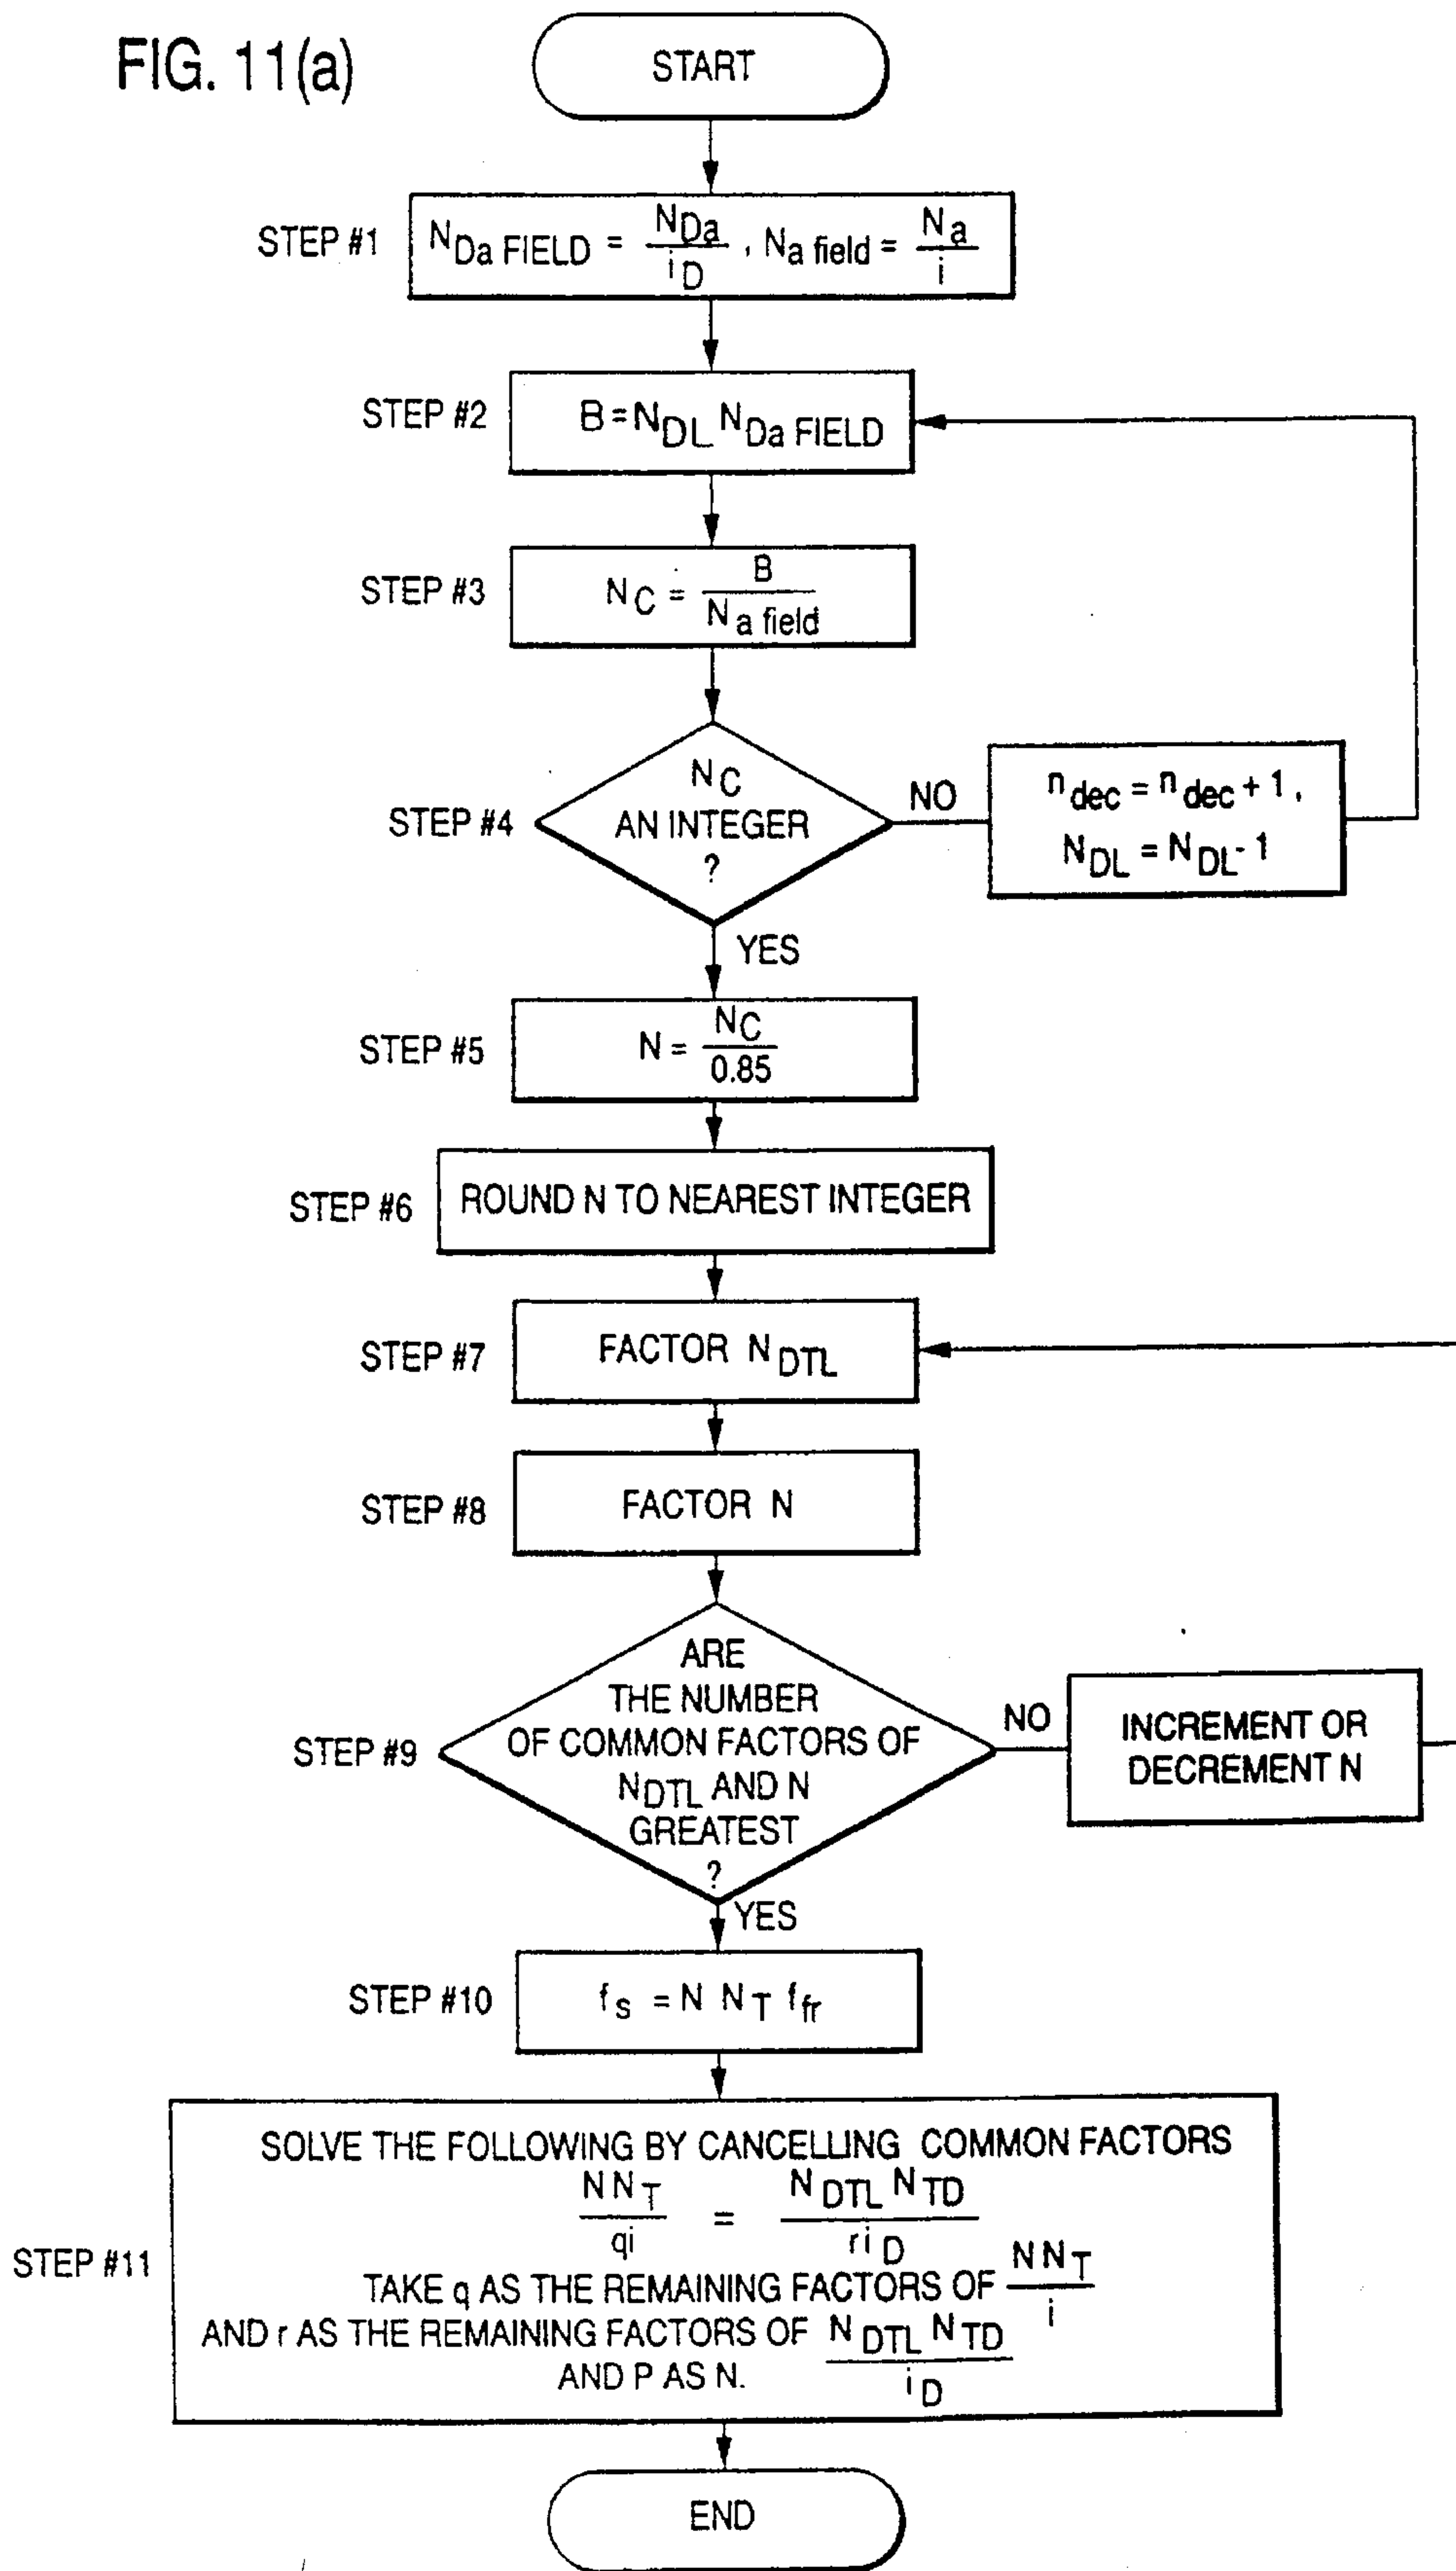 FIG. 11(a)
START
STEP #1
N_Da FIELD = N_Da / i_D , N_a field = N_a / i
STEP #2
B = N_DL N_Da FIELD
STEP #3
N_C = B / N_a field
STEP #4
N_C
AN INTEGER
?
NO
n_dec = n_dec + 1 ,
N_DL = N_DL - 1
YES
STEP #5
N = N_C / 0.85
STEP #6
ROUND N TO NEAREST INTEGER
STEP #7
FACTOR N_DTL
STEP #8
FACTOR N
STEP #9
ARE
THE NUMBER
OF COMMON FACTORS OF
N_DTL AND N
GREATEST
?
NO
INCREMENT OR
DECREMENT N
YES
STEP #10
f_s = N N_T f_fr
STEP #11
SOLVE THE FOLLOWING BY CANCELLING COMMON FACTORS
N N_T / qi = N_DTL N_TD / r i_D
TAKE q AS THE REMAINING FACTORS OF N N_T / i
AND r AS THE REMAINING FACTORS OF N_DTL N_TD / i_D
AND P AS N.
END